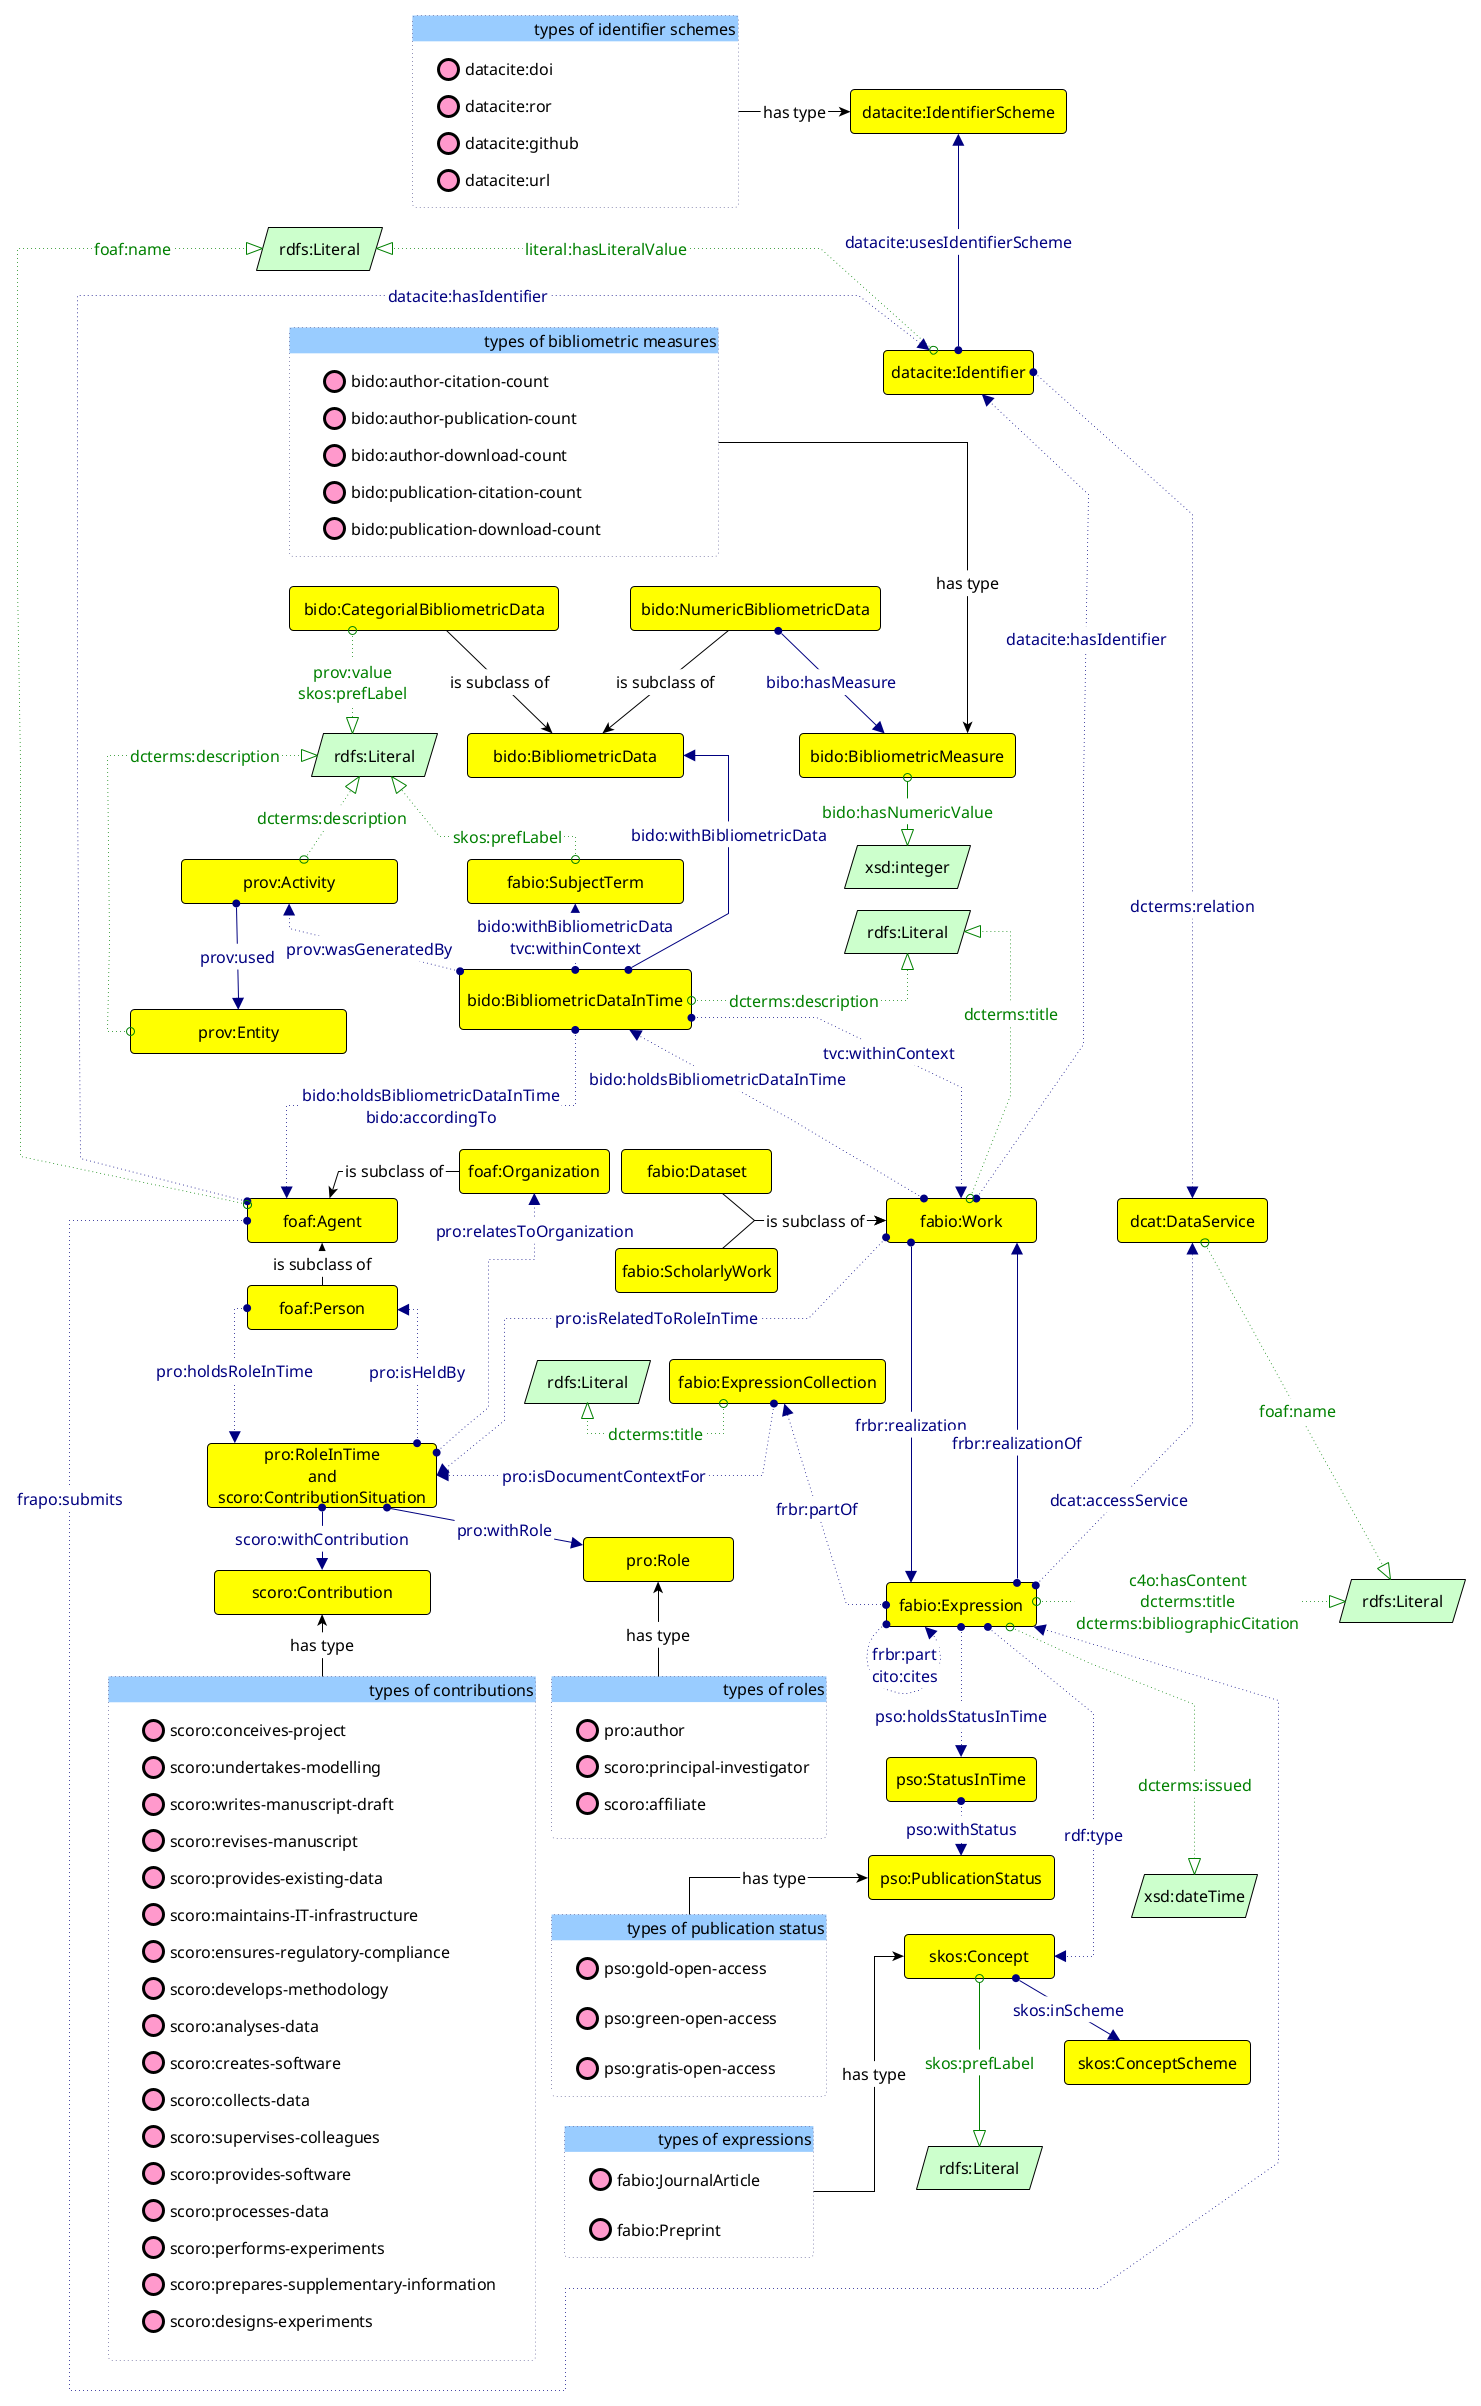 types of identifier schemes
datacite:doi
datacite:ror
datacite:github
datacite:url
has type
datacite:IdentifierScheme
foaf:name
rdfs:Literal
literal:hasLiteralValue
datacite:usesIdentifierScheme
datacite:hasIdentifier
types of bibliometric measures
bido:author-citation-count
bido:author-publication-count
bido:author-download-count
bido:publication-citation-count
bido:publication-download-count
datacite:Identifier
has type
bido:CategorialBibliometricData
bido:NumericBibliometricData
datacite:hasIdentifier
prov:value
skos:prefLabel
is subclass of
is subclass of
bibo:hasMeasure
dcterms:description
rdfs:Literal
bido:BibliometricData
bido:BibliometricMeasure
dcterms:description
skos:prefLabel
bido:withBibliometricData
bido:hasNumericValue
xsd:integer
prov:Activity
fabio:SubjectTerm
dcterms:relation
prov:used
prov:wasGeneratedBy
bido:withBibliometricData
tvc:withinContext
rdfs:Literal
bido:BibliometricDataInTime
dcterms:description
dcterms:title
prov:Entity
tvc:withinContext
bido:holdsBibliometricDataInTime
bido:holdsBibliometricDataInTime
bido:accordingTo
is subclass of
foaf:Organization
fabio:Dataset
foaf:Agent
pro:relatesToOrganization
is subclass of
fabio:Work
dcat:DataService
is subclass of
fabio:ScholarlyWork
foaf:Person
pro:isRelatedToRoleInTime
pro:holdsRoleInTime
pro:isHeldBy
rdfs:Literal
fabio:ExpressionCollection
dcterms:title
frbr:realization
frbr:realizationOf
foaf:name
pro:RoleInTime
and
scoro:ContributionSituation
pro:isDocumentContextFor
frbr:partOf
dcat:accessService
frapo:submits
scoro:withContribution
pro:withRole
pro:Role
scoro:Contribution
fabio:Expression
c4o:hasContent
dcterms:title
dcterms:bibliographicCitation
rdfs:Literal
has type
has type
frbr:part
cito:cites
types of contributions
scoro:conceives-project
scoro:undertakes-modelling
scoro:writes-manuscript-draft
scoro:revises-manuscript
scoro:provides-existing-data
scoro:maintains-IT-infrastructure
scoro:ensures-regulatory-compliance
scoro:develops-methodology
scoro:analyses-data
scoro:creates-software
scoro:collects-data
scoro:supervises-colleagues
scoro:provides-software
scoro:processes-data
scoro:performs-experiments
scoro:prepares-supplementary-information
scoro:designs-experiments
types of roles
pro:author
scoro:principal-investigator
scoro:affiliate
pso:holdsStatusInTime
pso:StatusInTime
dcterms:issued
pso:withStatus
rdf:type
has type
pso:PublicationStatus
xsd:dateTime
types of publication status
pso:gold-open-access
pso:green-open-access
pso:gratis-open-access
skos:Concept
skos:inScheme
skos:ConceptScheme
has type
skos:prefLabel
types of expressions
fabio:JournalArticle
fabio:Preprint
rdfs:Literal